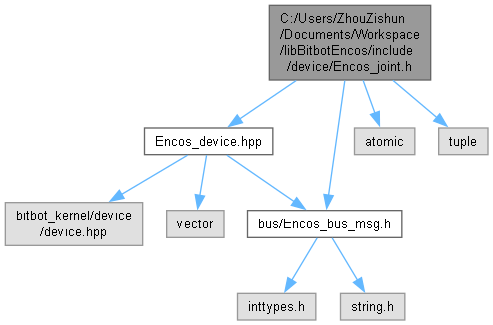 C:/Users/ZhouZishun
/Documents/Workspace
/libBitbotEncos/include
/device/Encos_joint.h
Encos_device.hpp
atomic
tuple
bitbot_kernel/device
/device.hpp
vector
bus/Encos_bus_msg.h
inttypes.h
string.h